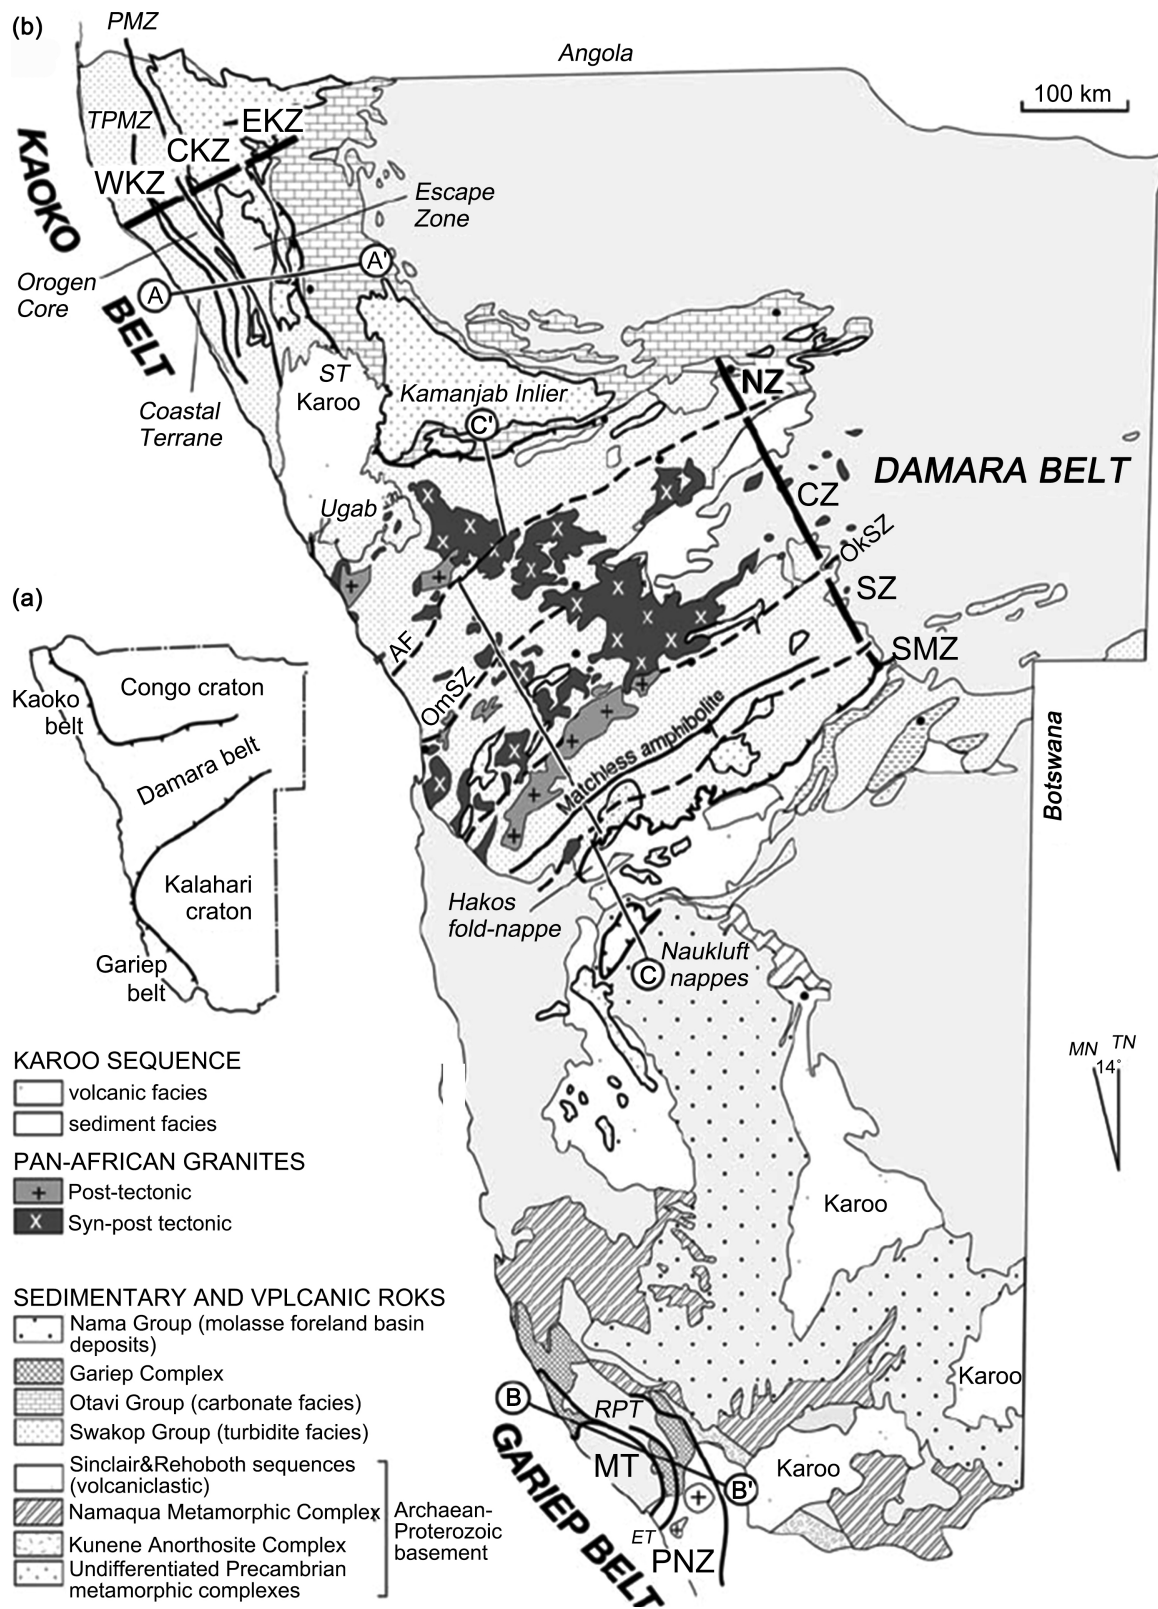 (b)
PMZ
Angola
100 km
TPMZ
EKZ
CKZ
WKZ
KAOKO
BELT
Escape
Zone
Orogen
Core
A
A'
Coastal
Terrane
ST
Karoo
Kamanjab Inlier
C'
NZ
DAMARA BELT
CZ
Ugab
OkSZ
SZ
SMZ
AF
OmSZ
Matchless amphibolite
Botswana
(a)
Kaoko
belt
Congo craton
Damara belt
Kalahari
craton
Gariep
belt
Hakos
fold-nappe
C
Naukluft
nappes
MN TN
14°
KAROO SEQUENCE
volcanic facies
sediment facies
PAN-AFRICAN GRANITES
+ Post-tectonic
X Syn-post tectonic
Karoo
SEDIMENTARY AND VPLCANIC ROKS
Nama Group (molasse foreland basin
deposits)
Gariep Complex
Otavi Group (carbonate facies)
Swakop Group (turbidite facies)
Sinclair&Rehoboth sequences
(volcaniclastic)
Namaqua Metamorphic Complex
Kunene Anorthosite Complex
Undifferentiated Precambrian
metamorphic complexes
Archaean-
Proterozoic
basement
Karoo
B
RPT
GARIEP BELT
MT
Karoo
B'
ET
PNZ